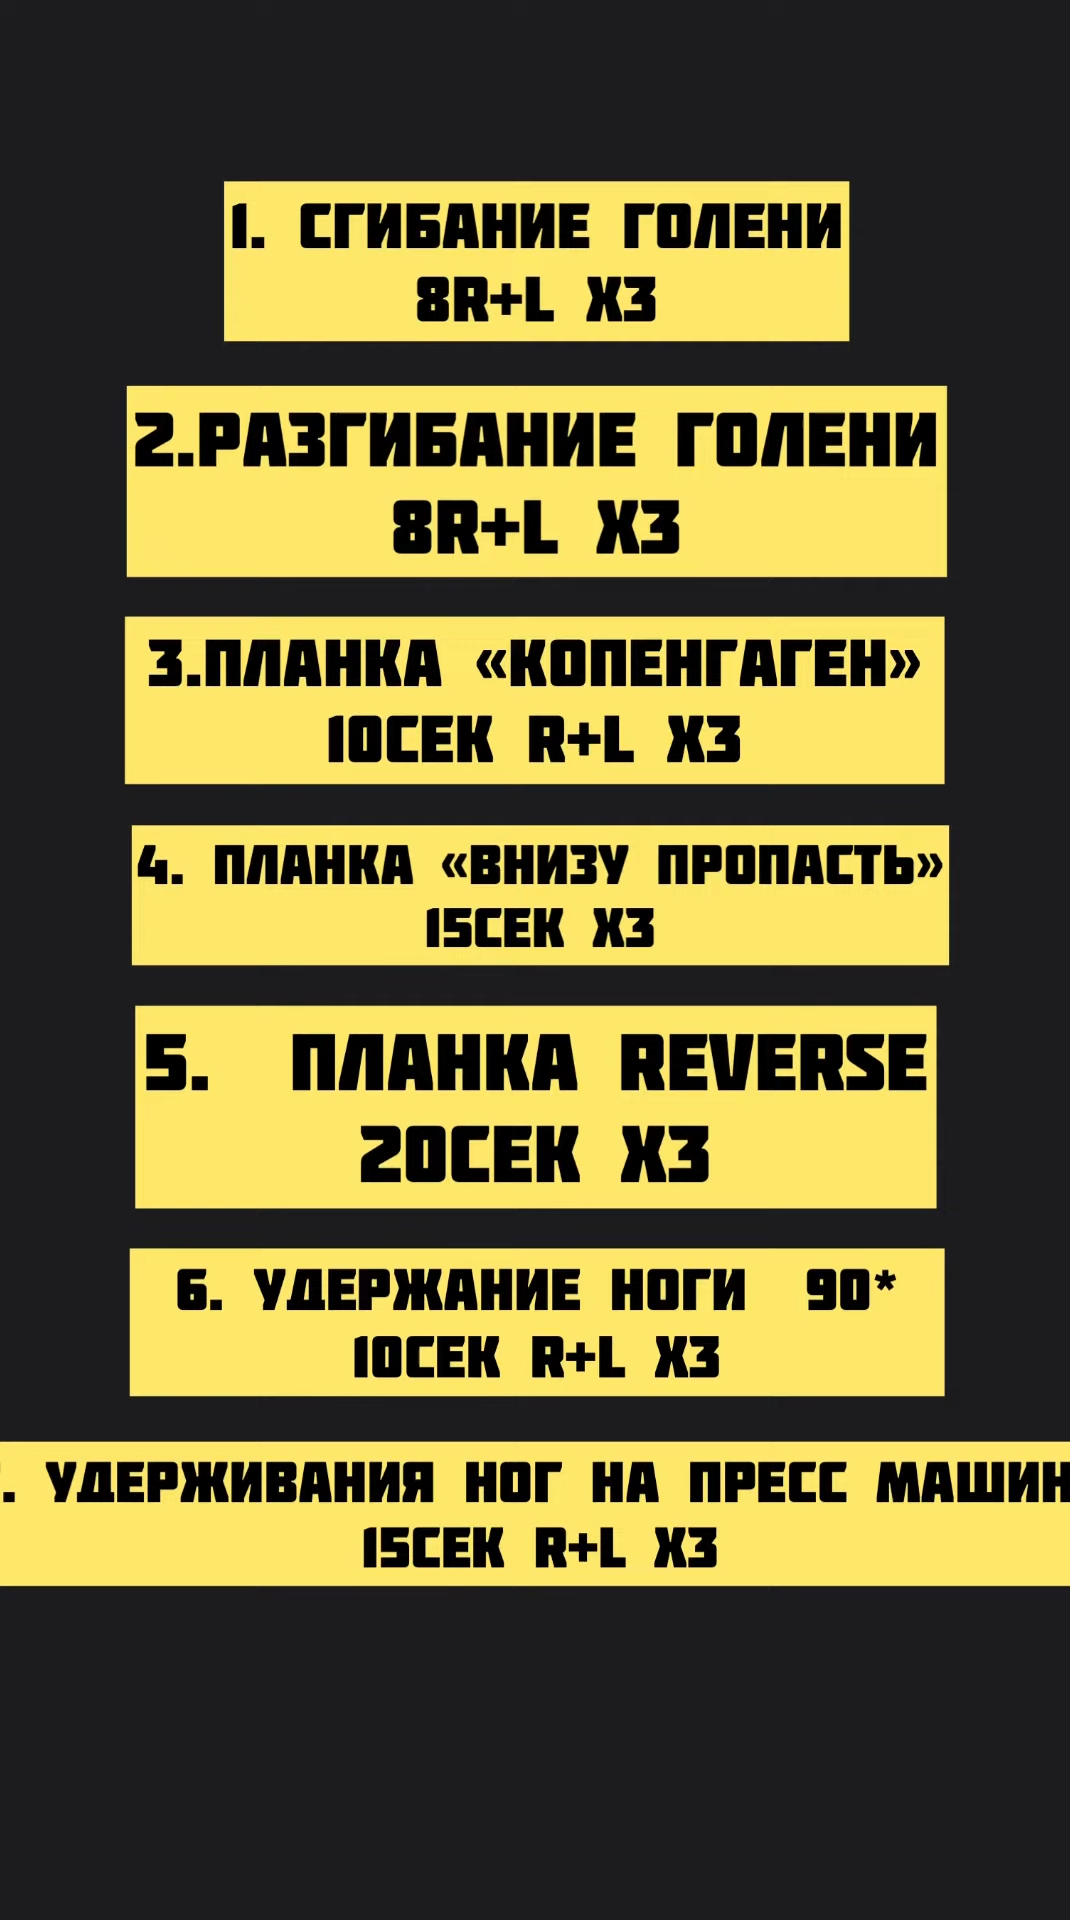 1. СГИБАНИЕ ГОЛЕНИ
8R+L X3
2.РАЗГИБАНИЕ ГОЛЕНИ
8R+L X3
3.ПЛАНКА «КОПЕНГАГЕН»
10СЕК R+L X3
4. ПЛАНКА «ВНИЗУ ПРОПАСТЬ»
15СЕК X3
5. ПЛАНКА REVERSE
20СЕК X3
6. УДЕРЖАНИЕ НОГИ 90*
10СЕК R+L X3
. УДЕРЖИВАНИЯ НОГ НА ПРЕСС МАШИН
15СЕК R+L X3